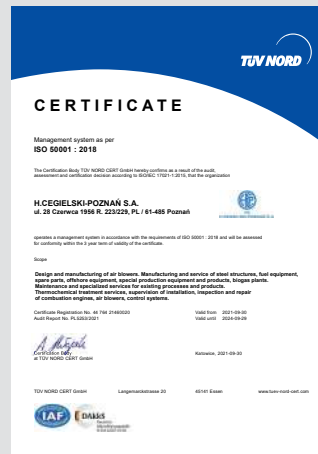 TÜV NORD
CERTIFICATE
Management system as per
ISO 50001 : 2018
The Certification Body TÜV NORD CERT GmbH hereby confirms as a result of the audit,
assessment and certification decision according to ISO/IEC 17021-1:2015, that the organization
H.CEGIELSKI-POZNAŃ S.A.
ul. 28 Czerwca 1956 R. 223/229, PL / 61-485 Poznań
operates a management system in accordance with the requirements of ISO 50001 : 2018 and will be assessed
for conformity within the 3 year term of validity of the certificate.
Scope
Design and manufacturing of air blowers. Manufacturing and service of steel structures, fuel equipment,
spare parts, offshore equipment, special production equipment and products, biogas plants.
Maintenance and specialized services for existing processes and products.
Thermochemical treatment services, supervision of installation, inspection and repair
of combustion engines, air blowers, control systems.
Certificate Registration No. 44 764 21460020
Valid from 2021-09-30
Audit Report No. PL5203/2021
Valid until 2024-09-29
Certification Body
at TÜV NORD CERT GmbH
Katowice, 2021-09-30
TÜV NORD CERT GmbH
Langemarckstrasse 20
45141 Essen
www.tuev-nord-cert.com
IAF
DAkkS